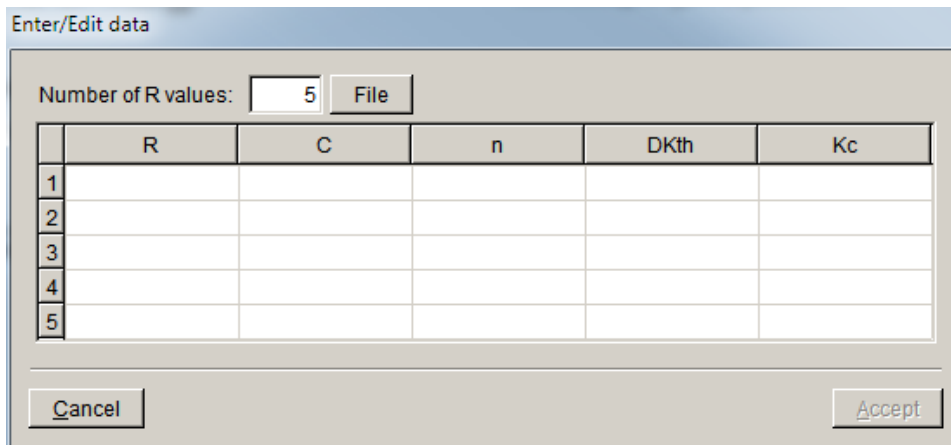 Enter/Edit data
Number of R values: 5 File
R C n DKth Kc
1
2
3
4
5
Cancel Accept